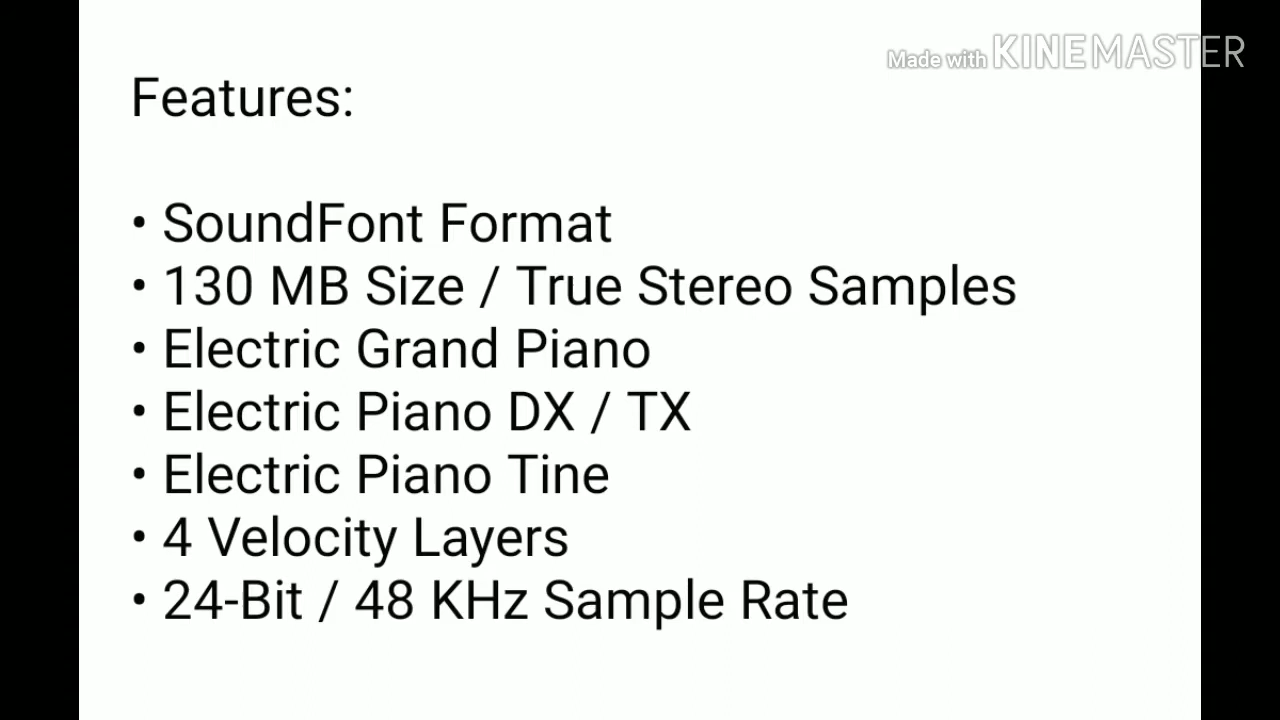 Made with KINEMASTER
Features:
• SoundFont Format
• 130 MB Size / True Stereo Samples
• Electric Grand Piano
• Electric Piano DX / TX
• Electric Piano Tine
• 4 Velocity Layers
• 24-Bit / 48 KHz Sample Rate